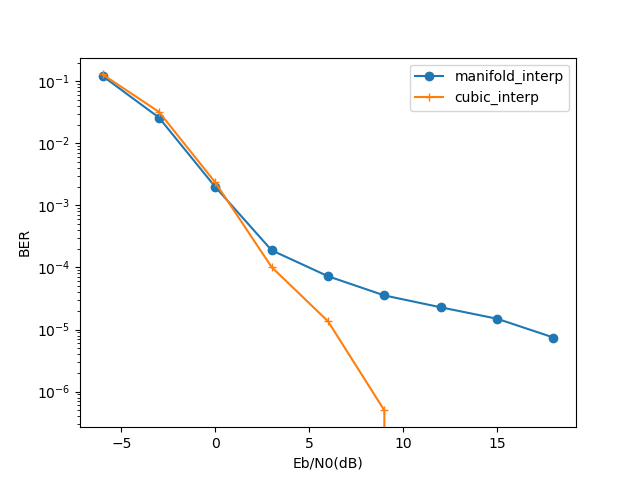 manifold_interp
cubic_interp
BER
10⁻¹
10⁻²
10⁻³
10⁻⁴
10⁻⁵
10⁻⁶
−5 0 5 10 15
Eb/N0(dB)